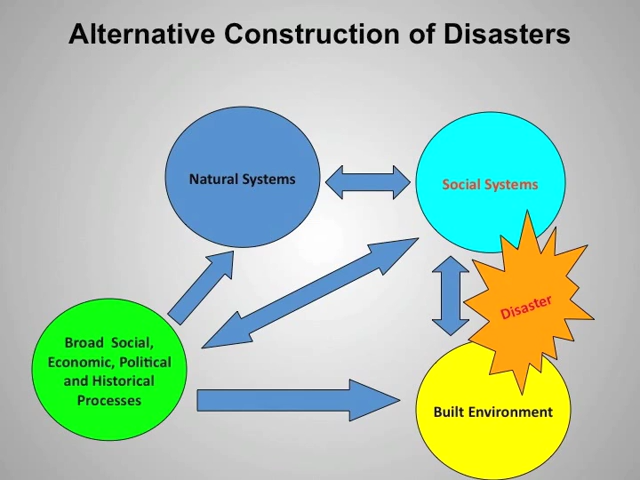 Alternative Construction of Disasters
Natural Systems
Social Systems
Disaster
Broad Social,
Economic, Political
and Historical
Processes
Built Environment